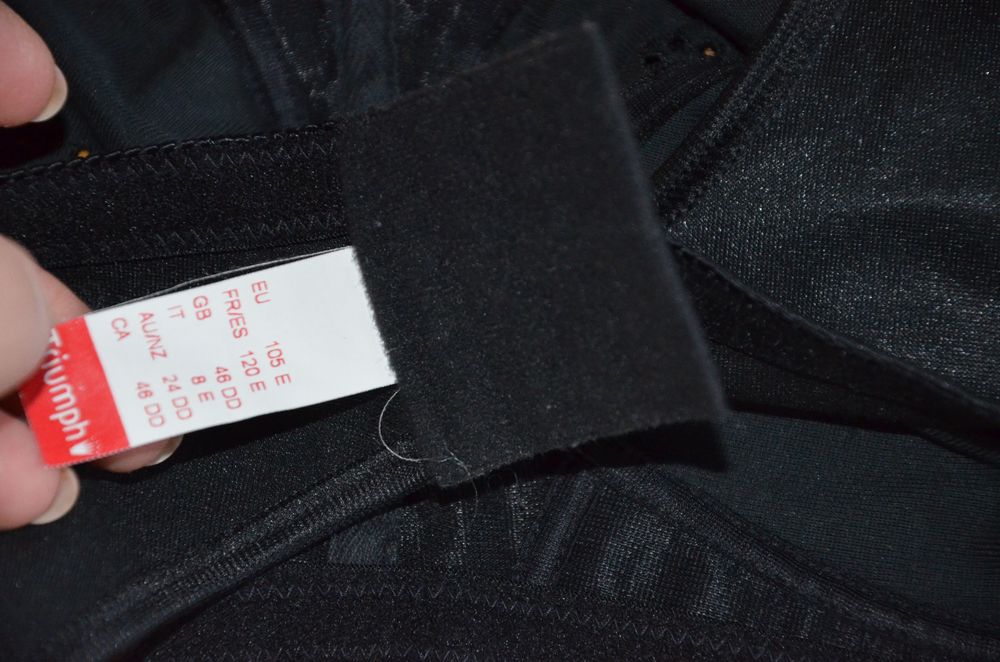 Triumph
EU 105 E
FR/ES 120 E
GB 46 DD
IT 8 E
AU/NZ 24 DD
CA 46 DD